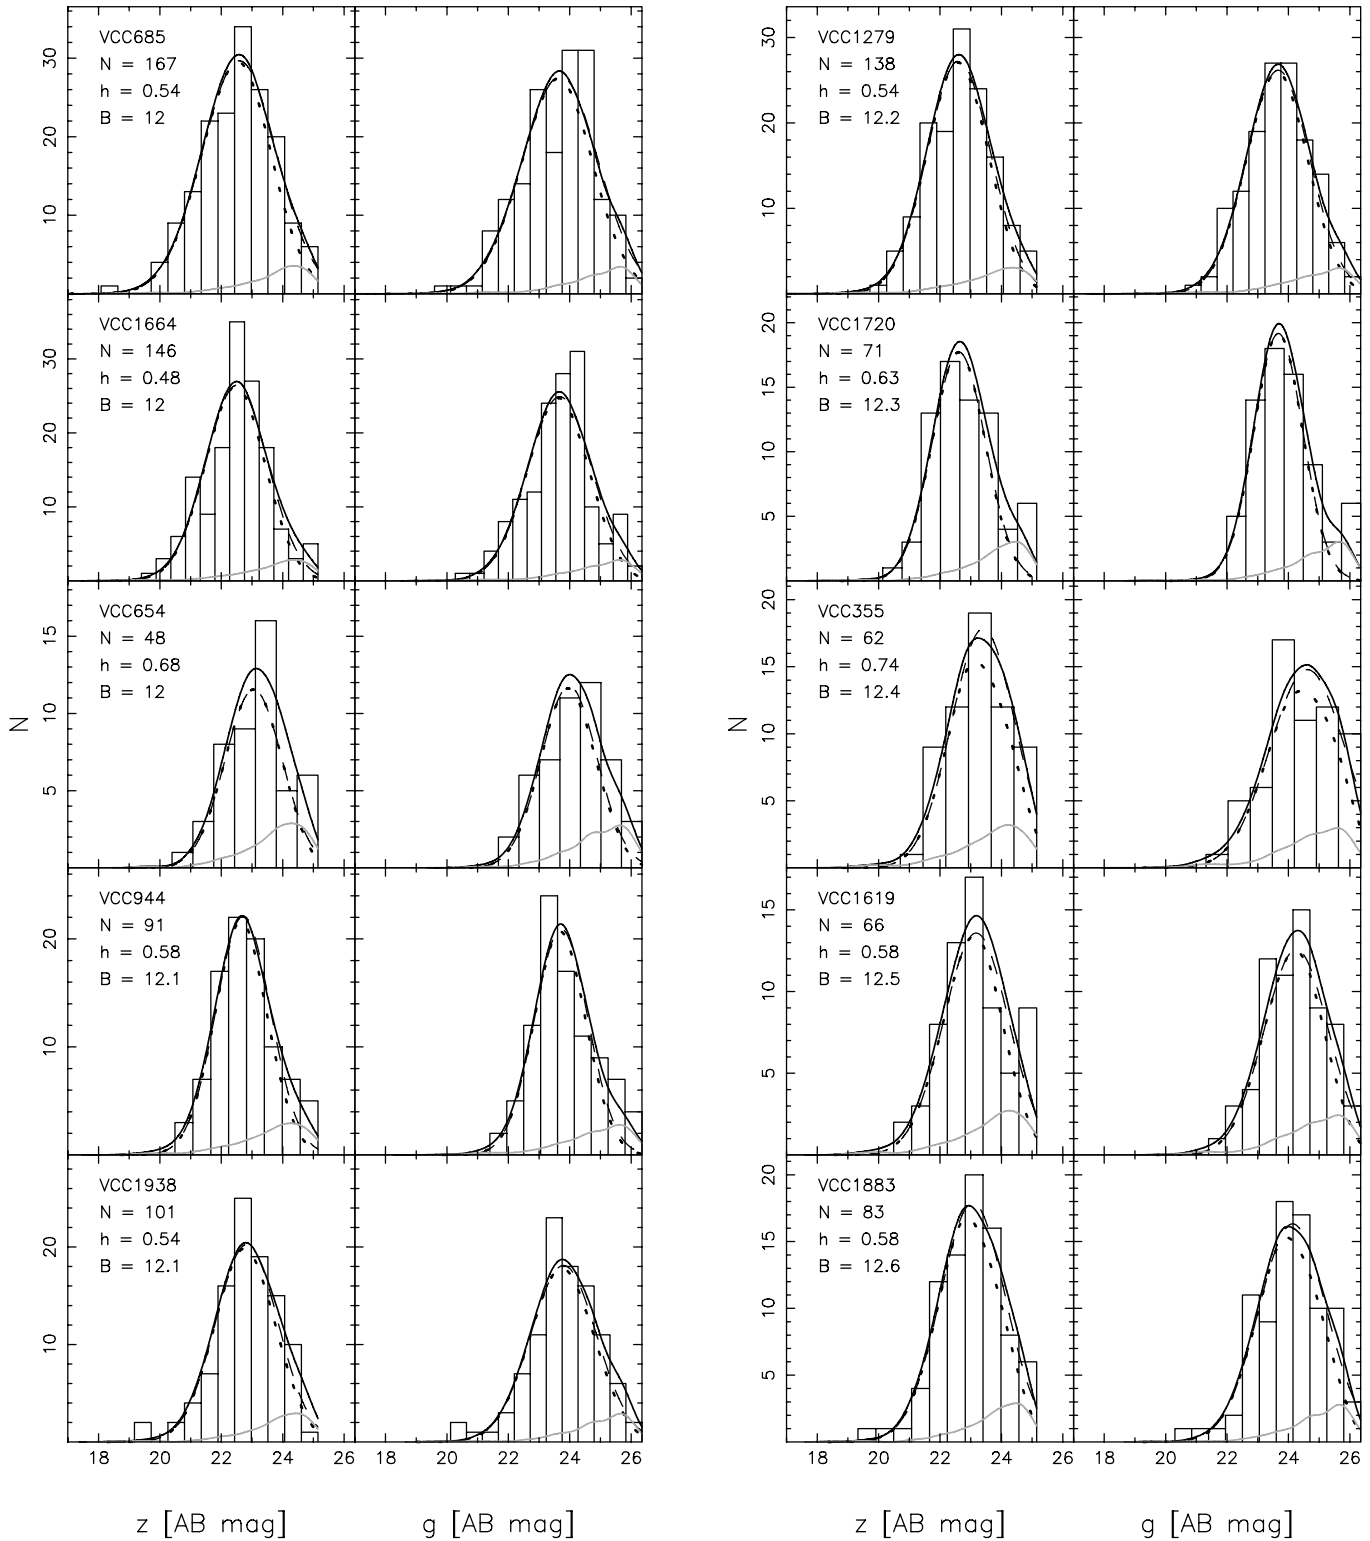 VCC685
N = 167
h = 0.54
B = 12
10 20 30
VCC1664
N = 146
h = 0.48
B = 12
10 20 30
VCC654
N = 48
h = 0.68
B = 12
5 10 15
N
VCC944
N = 91
h = 0.58
B = 12.1
10 20
VCC1938
N = 101
h = 0.54
B = 12.1
10 20
18 20 22 24 26 18 20 22 24 26
z [AB mag] g [AB mag]
VCC1279
N = 138
h = 0.54
B = 12.2
10 20 30
VCC1720
N = 71
h = 0.63
B = 12.3
5 10 15 20
VCC355
N = 62
h = 0.74
B = 12.4
5 10 15 20
N
VCC1619
N = 66
h = 0.58
B = 12.5
5 10 15
VCC1883
N = 83
h = 0.58
B = 12.6
5 10 15 20
18 20 22 24 26 18 20 22 24 26
z [AB mag] g [AB mag]